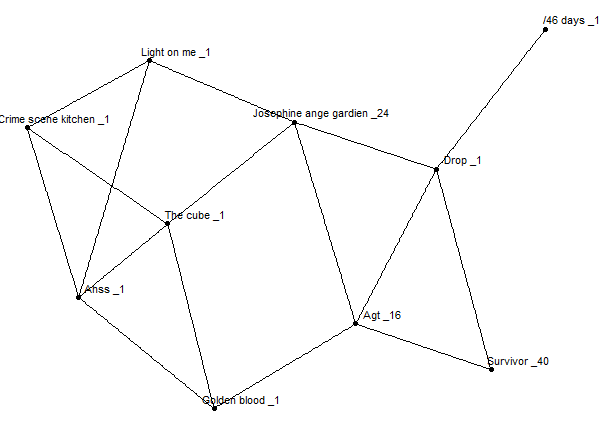 /46 days _1
Light on me _1
Josephine ange gardien _24
Crime scene kitchen _1
Drop _1
The cube _1
Ahss _1
Agt _16
Survivor _40
Golden blood _1